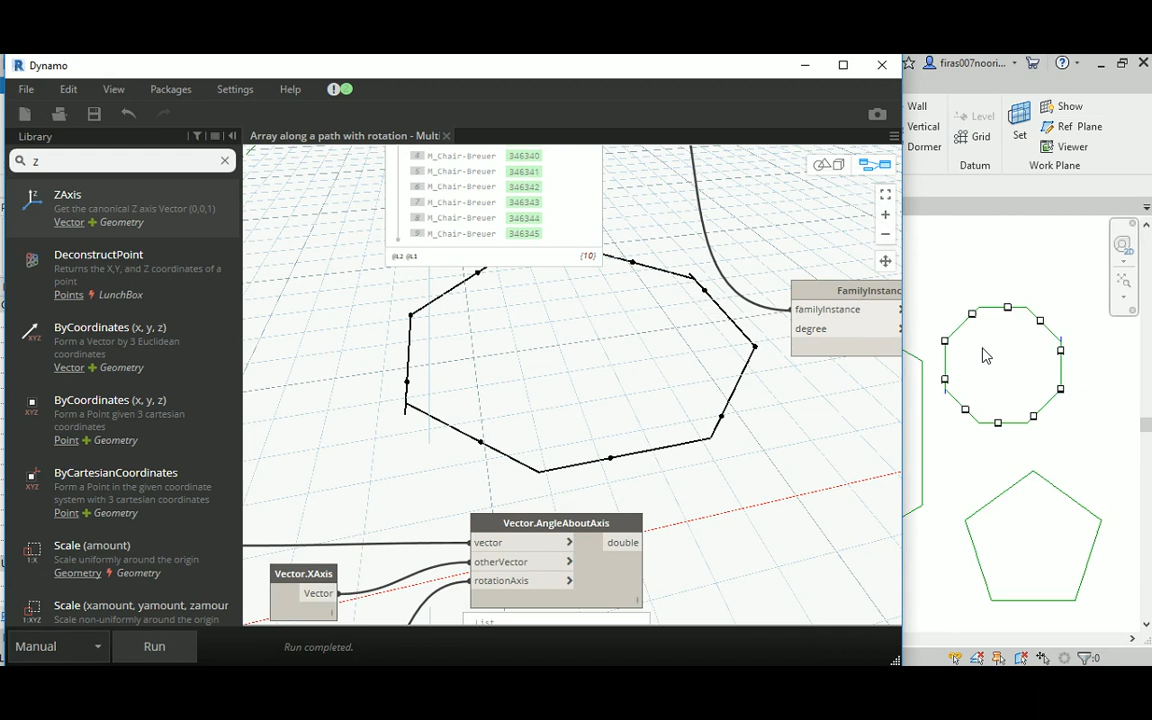 Dynamo
firas007noori...
File Edit View Packages Settings Help
Wall
Vertical
Dormer
Level
Grid
Set
Show
Ref Plane
Viewer
Datum
Work Plane
Library
Array along a path with rotation - Multi
z
ZAxis
Get the canonical Z axis Vector (0,0,1)
Vector + Geometry
DeconstructPoint
Returns the X,Y, and Z coordinates of a
point
Points LunchBox
ByCoordinates (x, y, z)
Form a Vector by 3 Euclidean
coordinates
Vector + Geometry
ByCoordinates (x, y, z)
Form a Point given 3 cartesian
coordinates
Point + Geometry
ByCartesianCoordinates
Form a Point in the given coordinate
system with 3 cartesian coordinates
Point + Geometry
Scale (amount)
Scale uniformly around the origin
Geometry Geometry
Scale (xamount, yamount, zamour
Scale non-uniformly around the origin
4 M_Chair-Breuer 346340
5 M_Chair-Breuer 346341
6 M_Chair-Breuer 346342
7 M_Chair-Breuer 346343
8 M_Chair-Breuer 346344
9 M_Chair-Breuer 346345
@L2 @L1 {10}
FamilyInstanc
familyInstance >
degree >
Vector.AngleAboutAxis
vector > double
otherVector >
rotationAxis >
Vector.XAxis
Vector
List
Manual
Run
Run completed.
:0